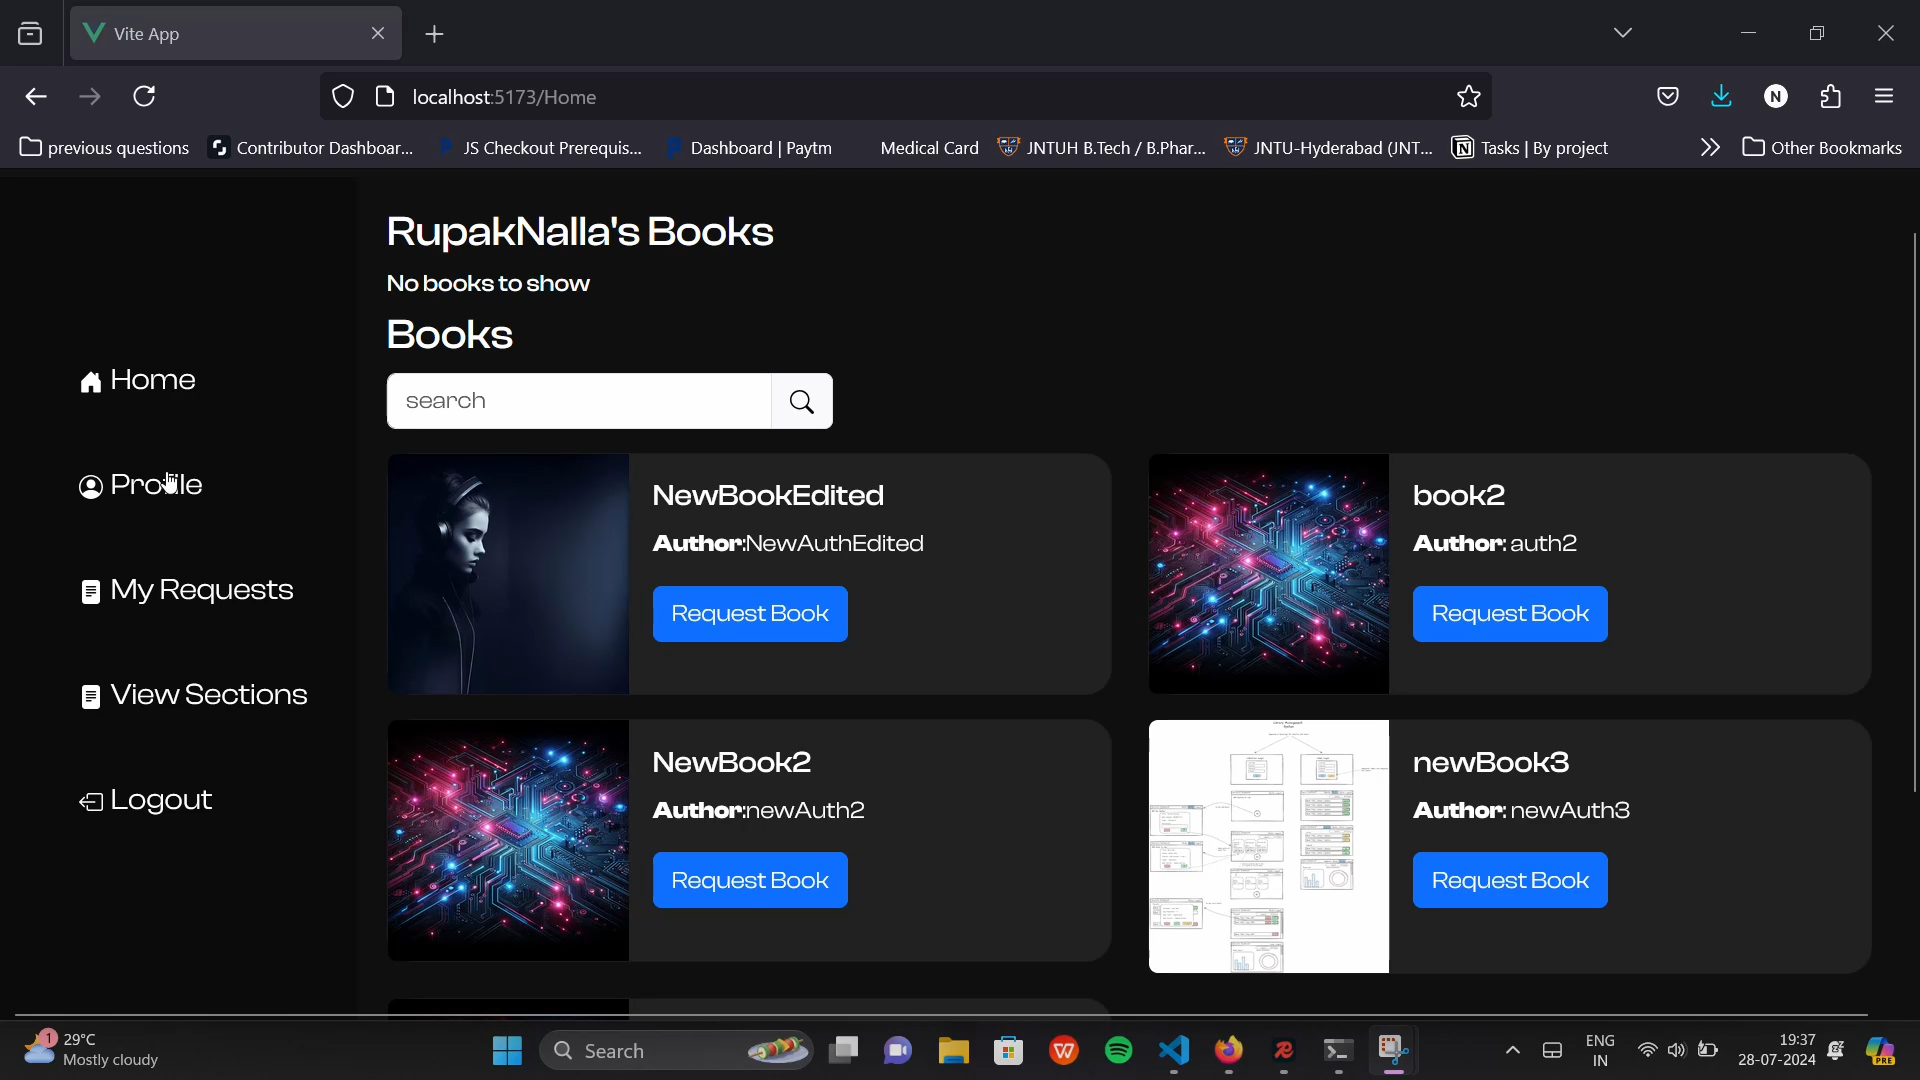 Vite App
localhost:5173/Home
N
previous questions
Contributor Dashboar...
JS Checkout Prerequis...
Dashboard | Paytm
Medical Card
JNTUH B.Tech / B.Phar...
JNTU-Hyderabad (JNT...
Tasks | By project
Other Bookmarks
RupakNalla's Books
No books to show
Books
search
Home
Profile
My Requests
View Sections
Logout
NewBookEdited
Author:NewAuthEdited
Request Book
book2
Author: auth2
Request Book
NewBook2
Author:newAuth2
Request Book
newBook3
Author: newAuth3
Request Book
1
29°C
Mostly cloudy
Search
ENG
IN
19:37
28-07-2024
PRE